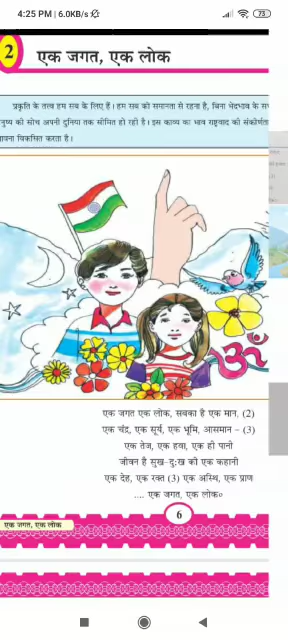 4:25 PM | 6.0KB/s
73
2
एक जगत, एक लोक
प्रकृति के तत्व हम सब के लिए हैं। हम सब को समानता से रहना है, बिना भेदभाव के
की सोच अपनी दुनिया तक सीमित हो रही है। इस काव्य का भाव राष्ट्रवाद की संकीर्णता
विकसित करता है।
ॐ
एक जगत एक लोक, सबका है एक मान, (2)
एक चंद्र, एक सूर्य, एक भूमि, आसमान - (3)
एक तेज, एक हवा, एक ही पानी
जीवन है सुख-दुःख की एक कहानी
एक देह, एक रक्त (3) एक अस्थि, एक प्राण
.... एक जगत, एक लोक०
6
एक जगत, एक लोक